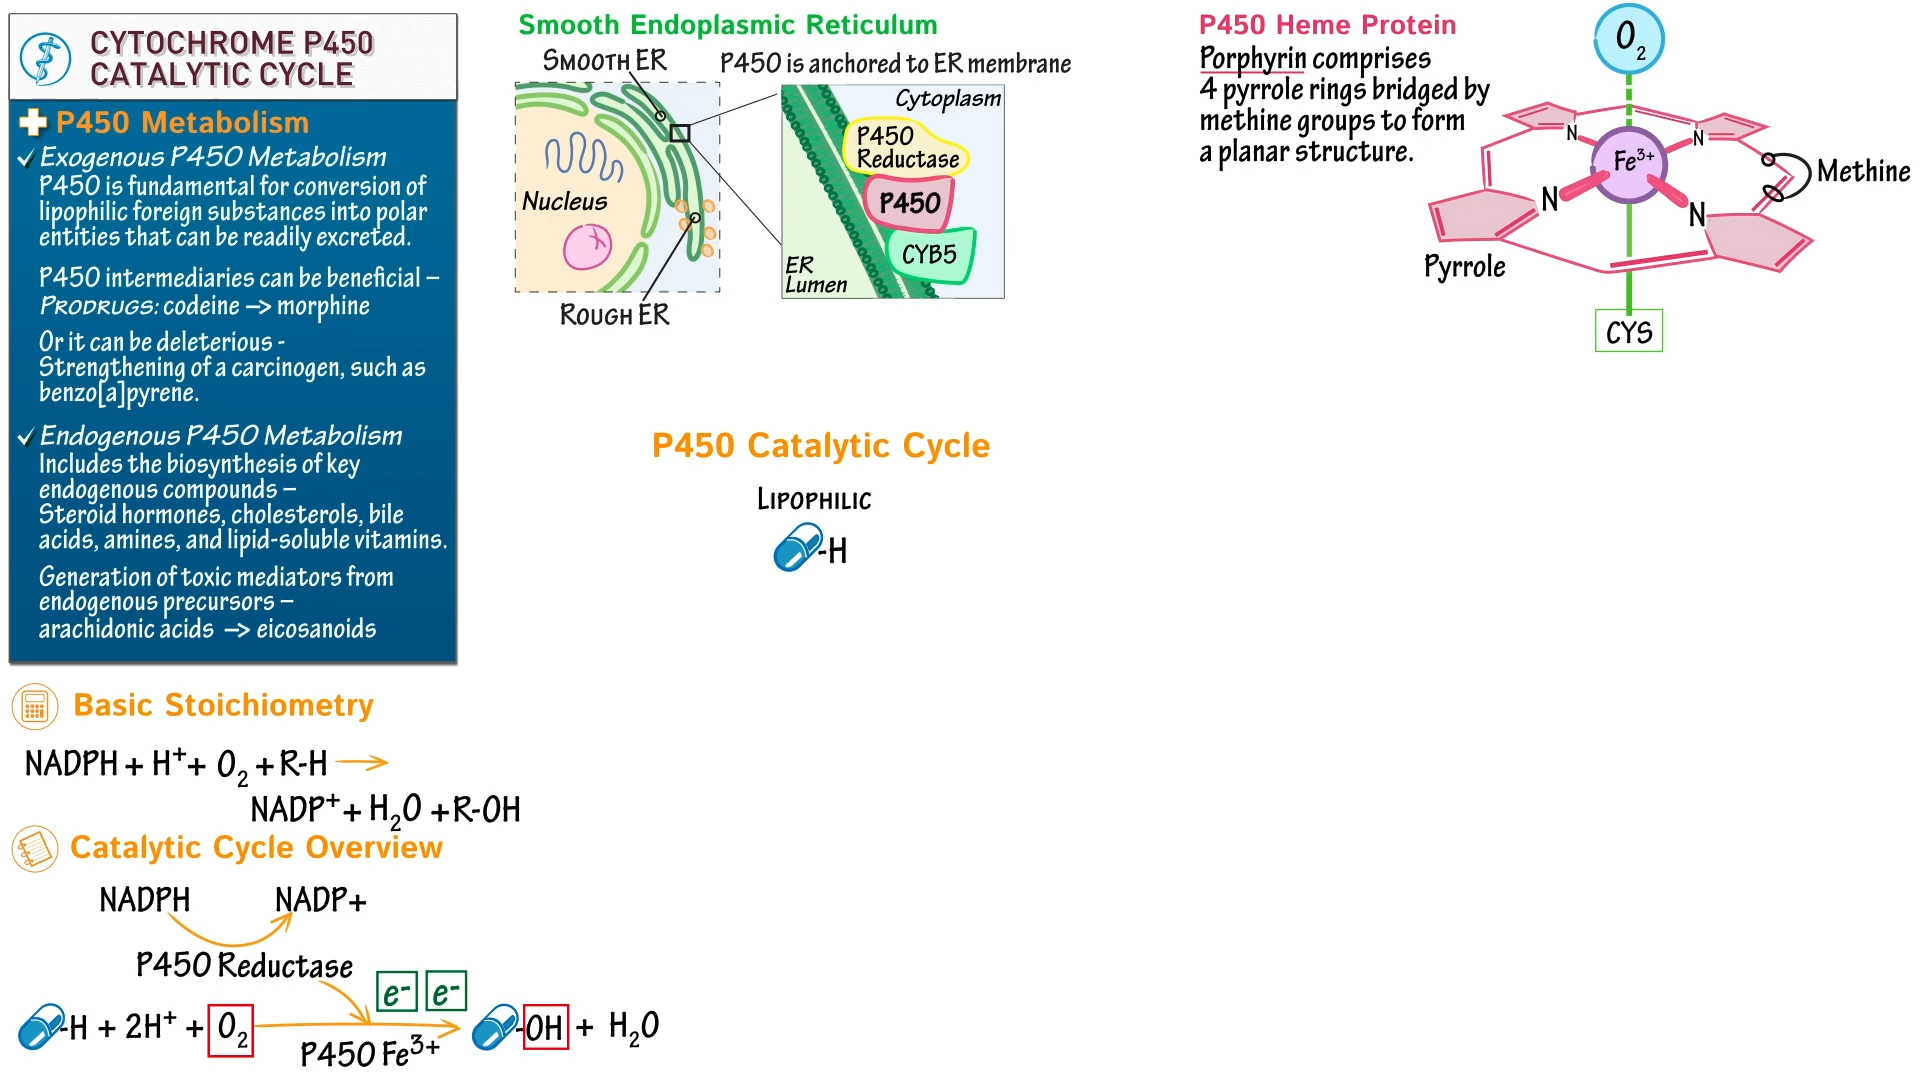 CYTOCHROME P450
CATALYTIC CYCLE
P450 Metabolism
Exogenous P450 Metabolism
P450 is fundamental for conversion of
lipophilic foreign substances into polar
entities that can be readily excreted.
P450 intermediaries can be beneficial –
PRODRUGS: codeine –> morphine
Or it can be deleterious -
Strengthening of a carcinogen, such as
benzo[a]pyrene.
Endogenous P450 Metabolism
Includes the biosynthesis of key
endogenous compounds –
Steroid hormones, cholesterols, bile
acids, amines, and lipid-soluble vitamins.
Generation of toxic mediators from
endogenous precursors –
arachidonic acids –> eicosanoids
Basic Stoichiometry
NADPH + H⁺ + O₂ + R-H →
NADP⁺ + H₂O + R-OH
Catalytic Cycle Overview
NADPH NADP+
P450 Reductase
e⁻ e⁻
-H + 2H⁺ + O₂ → -OH + H₂O
P450 Fe³⁺
Smooth Endoplasmic Reticulum
SMOOTH ER
P450 is anchored to ER membrane
Nucleus
ROUGH ER
Cytoplasm
P450
Reductase
P450
CYB5
ER
Lumen
P450 Catalytic Cycle
LIPOPHILIC
-H
P450 Heme Protein
Porphyrin comprises
4 pyrrole rings bridged by
methine groups to form
a planar structure.
O₂
N N
Fe³⁺
Methine
N N
Pyrrole
CYS